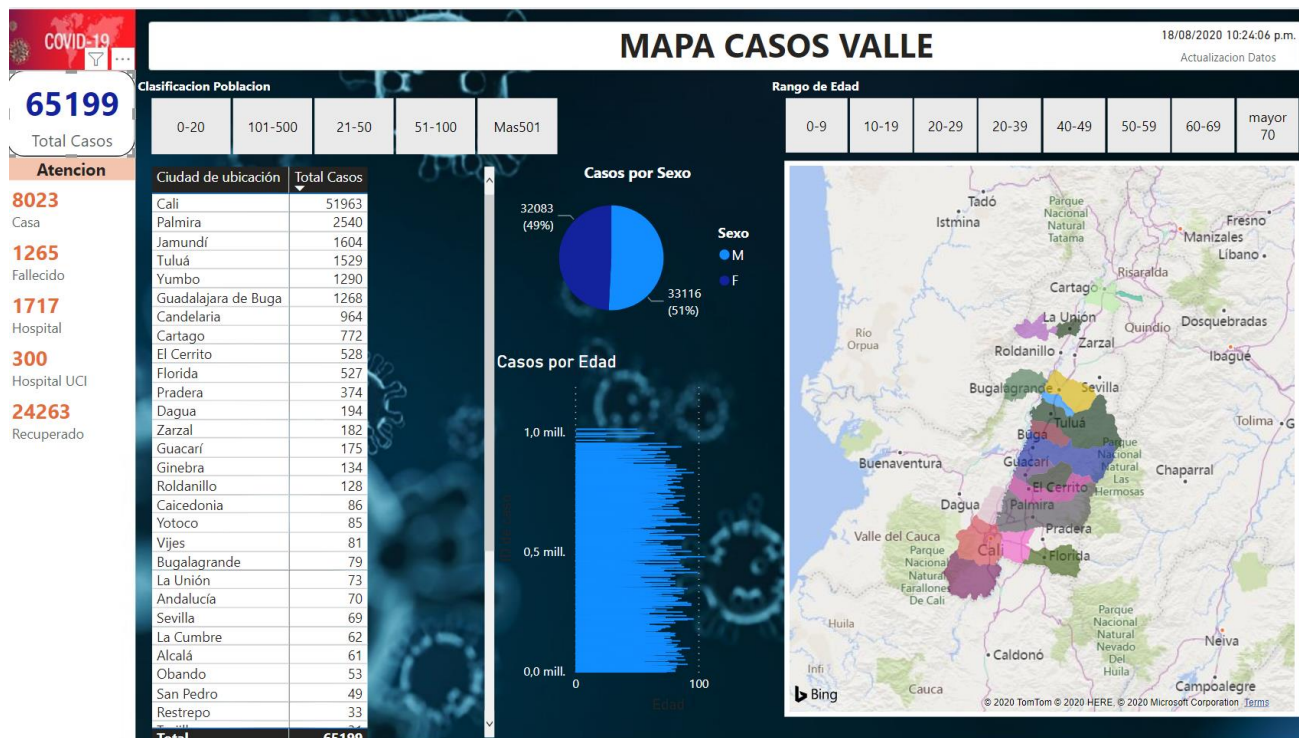 COVID-19
MAPA CASOS VALLE
18/08/2020 10:24:06 p.m.
Actualizacion Datos
65199
Total Casos
Atencion
8023
Casa
1265
Fallecido
1717
Hospital
300
Hospital UCI
24263
Recuperado
Clasificacion Poblacion
0-20 101-500 21-50 51-100 Mas501
Rango de Edad
0-9 10-19 20-29 20-39 40-49 50-59 60-69 mayor 70
Ciudad de ubicación Total Casos
Cali 51963
Palmira 2540
Jamundí 1604
Tuluá 1529
Yumbo 1290
Guadalajara de Buga 1268
Candelaria 964
Cartago 772
El Cerrito 528
Florida 527
Pradera 374
Dagua 194
Zarzal 182
Guacarí 175
Ginebra 134
Roldanillo 128
Caicedonia 86
Yotoco 85
Vijes 81
Bugalagrande 79
La Unión 73
Andalucía 70
Sevilla 69
La Cumbre 62
Alcalá 61
Obando 53
San Pedro 49
Restrepo 33
Total 65199
Casos por Sexo
32083
(49%)
33116
(51%)
Sexo
M
F
Casos por Edad
1,0 mill.
0,5 mill.
0,0 mill.
0 100
Edad
Tadó
Istmina
Parque
Nacional
Natural
Tatama
Fresno
Manizales
Líbano
Risaralda
Cartago
La Unión
Quindio
Dosquebradas
Río
Orpua
Roldanillo
Zarzal
Ibagué
Bugalagrande
Sevilla
Tuluá
Tolima
Buga
Parque
Nacional
Natural
Las
Hermosas
Buenaventura
Guacarí
Chaparral
El Cerrito
Dagua
Palmira
Pradera
Valle del Cauca
Cali
Florida
Parque
Nacional
Natural
Farallones
De Cali
Huila
Parque
Nacional
Natural
Nevado
Del
Huila
Neiva
Caldonó
Infi
Cauca
Campoalegre
Bing
© 2020 TomTom © 2020 HERE, © 2020 Microsoft Corporation Terms